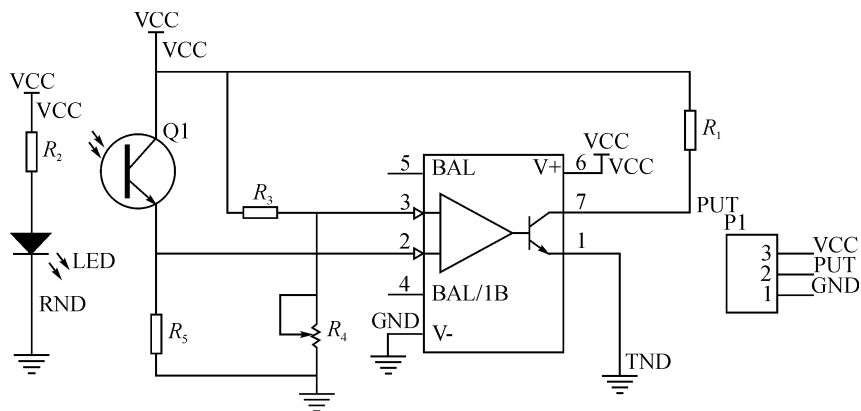 VCC
VCC
VCC
VCC
Q1
R2
R1
5 BAL
V+ 6
VCC
VCC
R3
3
7 PUT
2
1
P1
3 VCC
2 PUT
1 GND
LED
RND
4 BAL/1B
GND
V-
R5
R4
TND